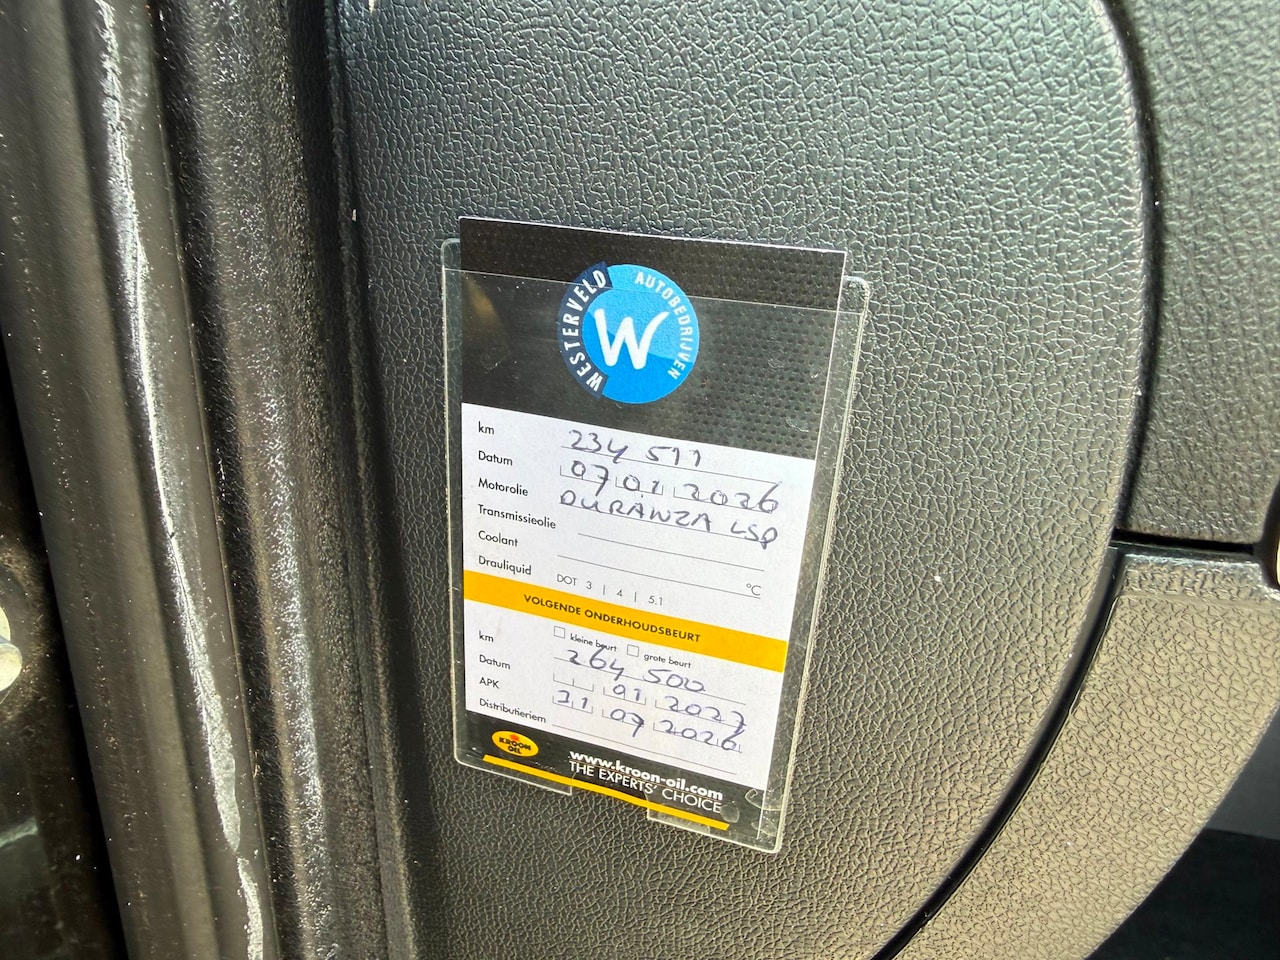 WESTERVELD AUTOBEDRIJVEN
W
km 234 511
Datum 07 01 2026
Motorolie DURANZA LSP
Transmissieolie
Coolant °C
Drauliquid DOT 3 | 4 | 5.1
VOLGENDE ONDERHOUDSBEURT
kleine beurt grote beurt
km 264 500
Datum 01 2027
APK 21 07 2026
Distributieriem
KROON OIL
www.kroon-oil.com
THE EXPERTS' CHOICE